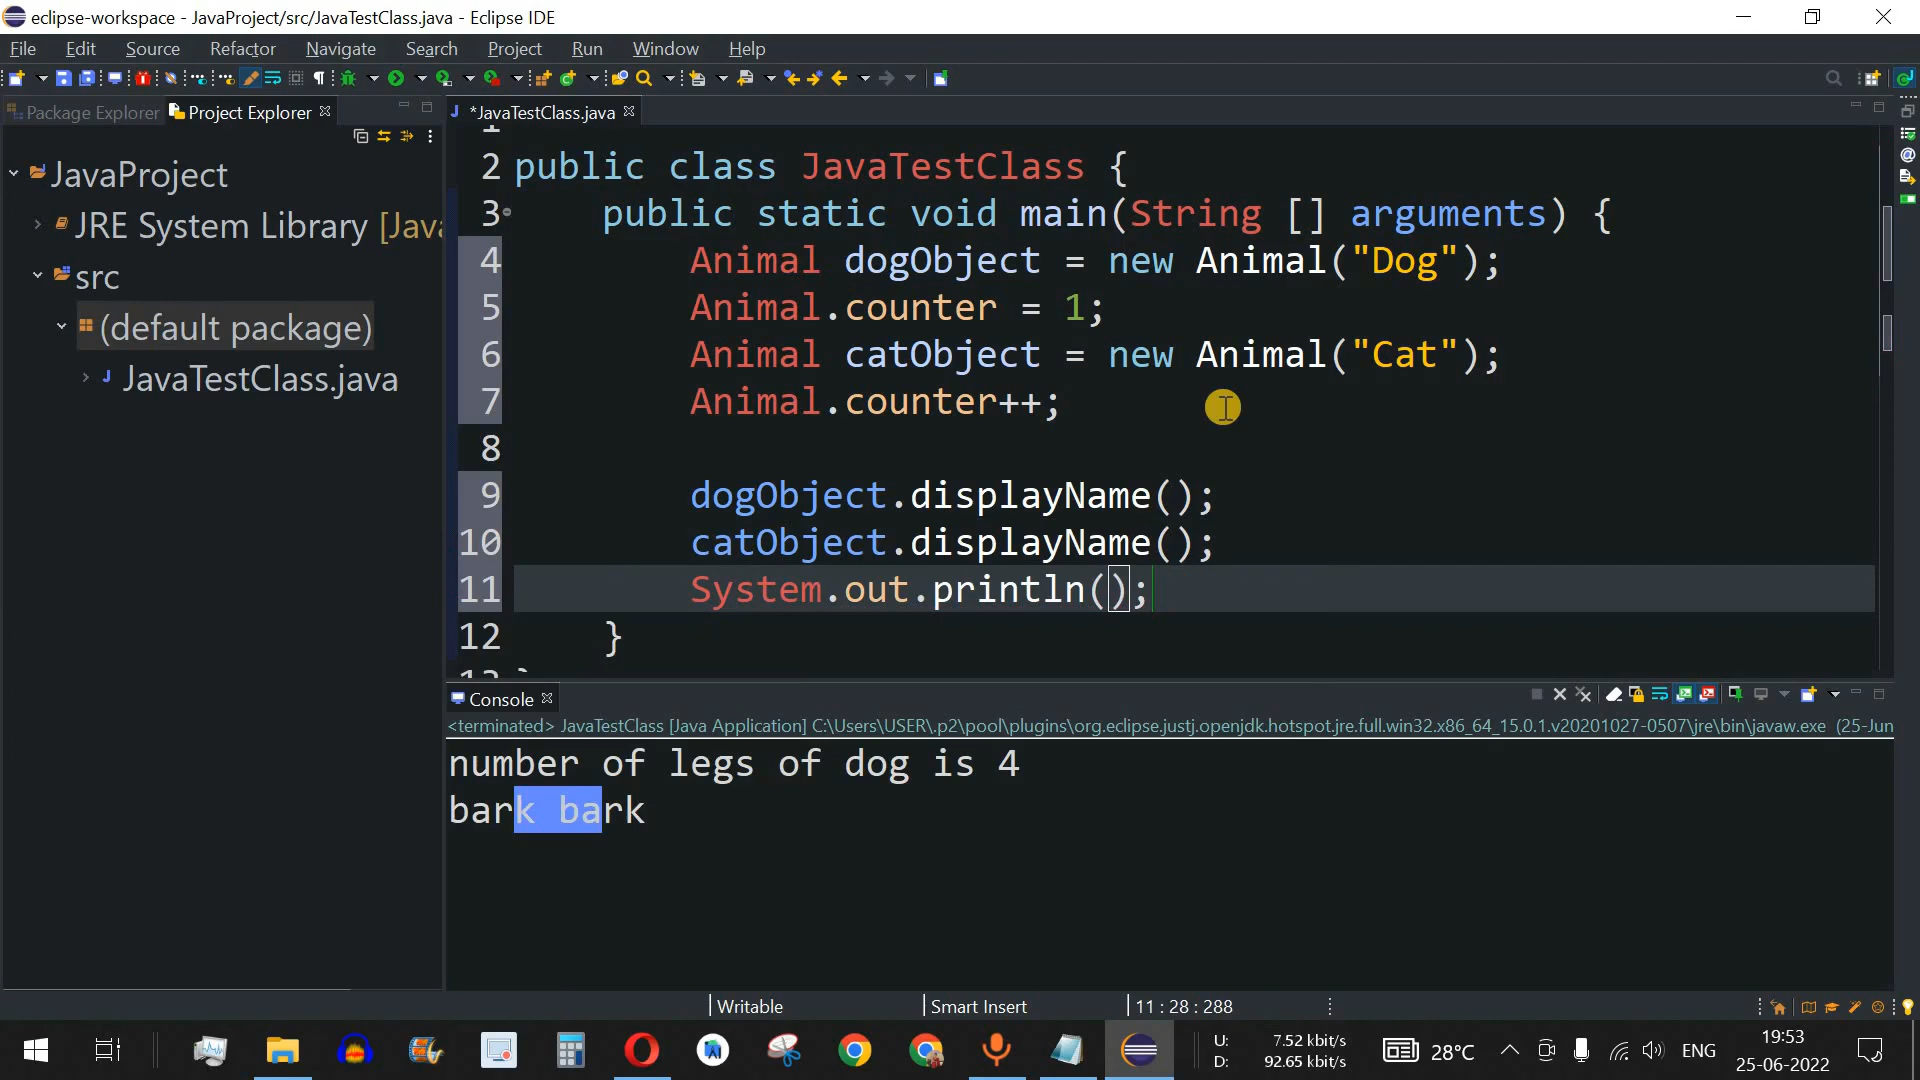 eclipse-workspace - JavaProject/src/JavaTestClass.java - Eclipse IDE
File Edit Source Refactor Navigate Search Project Run Window Help
Package Explorer Project Explorer
*JavaTestClass.java
JavaProject
JRE System Library [Java
src
(default package)
JavaTestClass.java
1
2 public class JavaTestClass {
3 public static void main(String [] arguments) {
4 Animal dogObject = new Animal("Dog");
5 Animal.counter = 1;
6 Animal catObject = new Animal("Cat");
7 Animal.counter++;
8
9 dogObject.displayName();
10 catObject.displayName();
11 System.out.println();
12 }
13 }
Console
<terminated> JavaTestClass [Java Application] C:\Users\USER\.p2\pool\plugins\org.eclipse.justj.openjdk.hotspot.jre.full.win32.x86_64_15.0.1.v20201027-0507\jre\bin\javaw.exe (25-Jun
number of legs of dog is 4
bark bark
Writable Smart Insert 11 : 28 : 288
U: 7.52 kbit/s
D: 92.65 kbit/s
28°C
ENG
19:53
25-06-2022